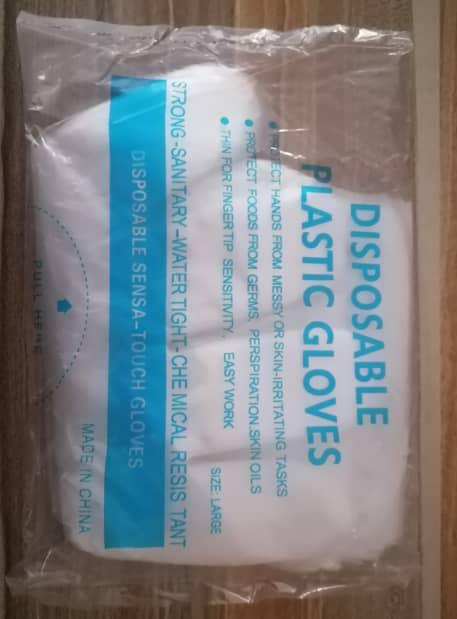 DISPOSABLE
PLASTIC GLOVES
● PROTECT HANDS FROM MESSY OR SKIN-IRRITATING TASKS
● PROTECT FOODS FROM GERMS, PERSPIRATION.SKIN OILS
● THIN FOR FINGER TIP SENSITIVITY, EASY WORK
SIZE: LARGE
STRONG-SANITARY-WATER TIGHT-CHE MICAL RESIS TANT
DISPOSABLE SENSA-TOUCH GLOVES
MADE IN CHINA
PULL HERE